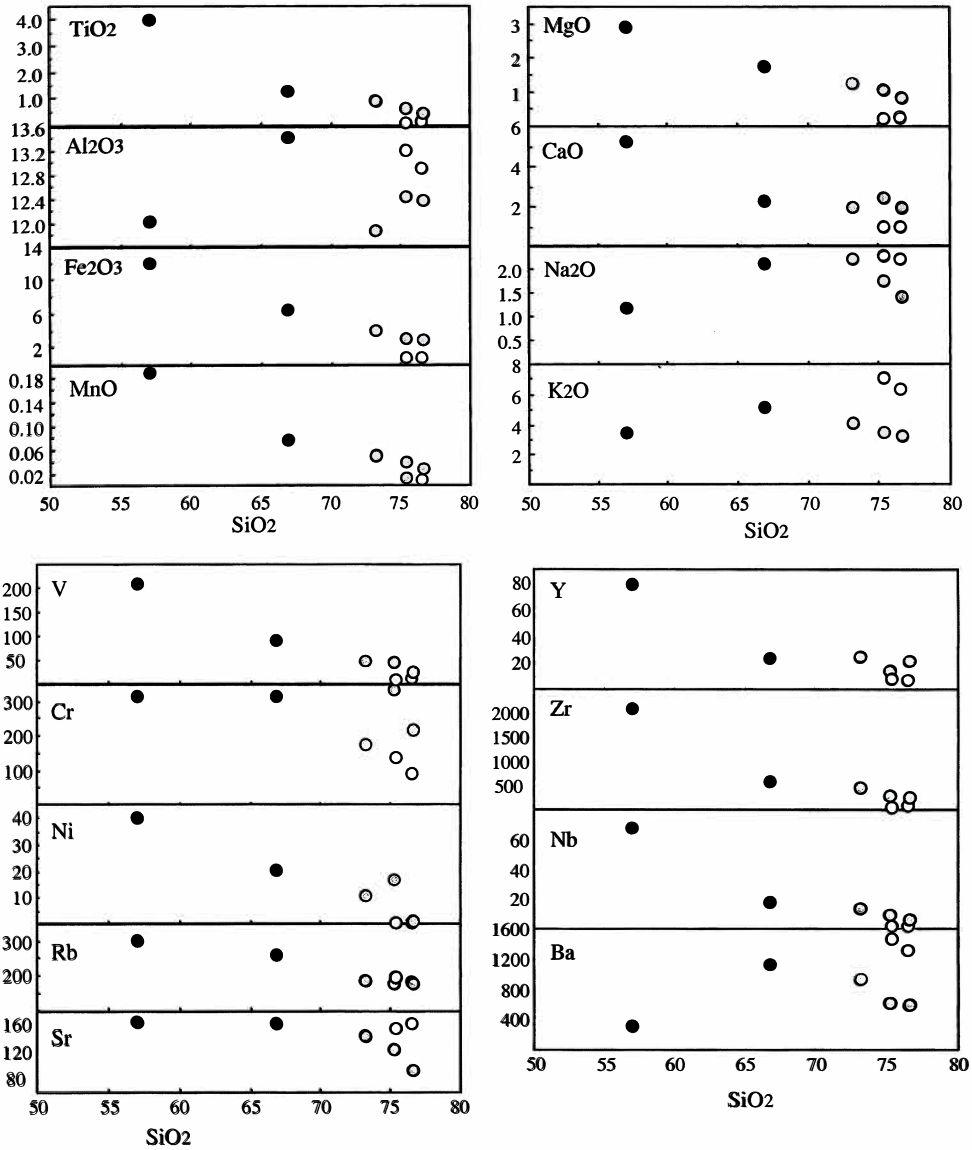 TiO2
4.0
3.0
2.0
1.0
Al2O3
13.6
13.2
12.8
12.4
12.0
Fe2O3
14
10
6
2
MnO
0.18
0.14
0.10
0.06
0.02
50 55 60 65 70 75 80
SiO2
MgO
3
2
1
CaO
6
4
2
Na2O
2.0
1.5
1.0
0.5
K2O
8
6
4
2
50 55 60 65 70 75 80
SiO2
V
200
150
100
50
Cr
300
200
100
Ni
40
30
20
10
Rb
300
200
Sr
160
120
80
50 55 60 65 70 75 80
SiO2
Y
80
60
40
20
Zr
2000
1500
1000
500
Nb
60
40
20
Ba
1600
1200
800
400
50 55 60 65 70 75 80
SiO2